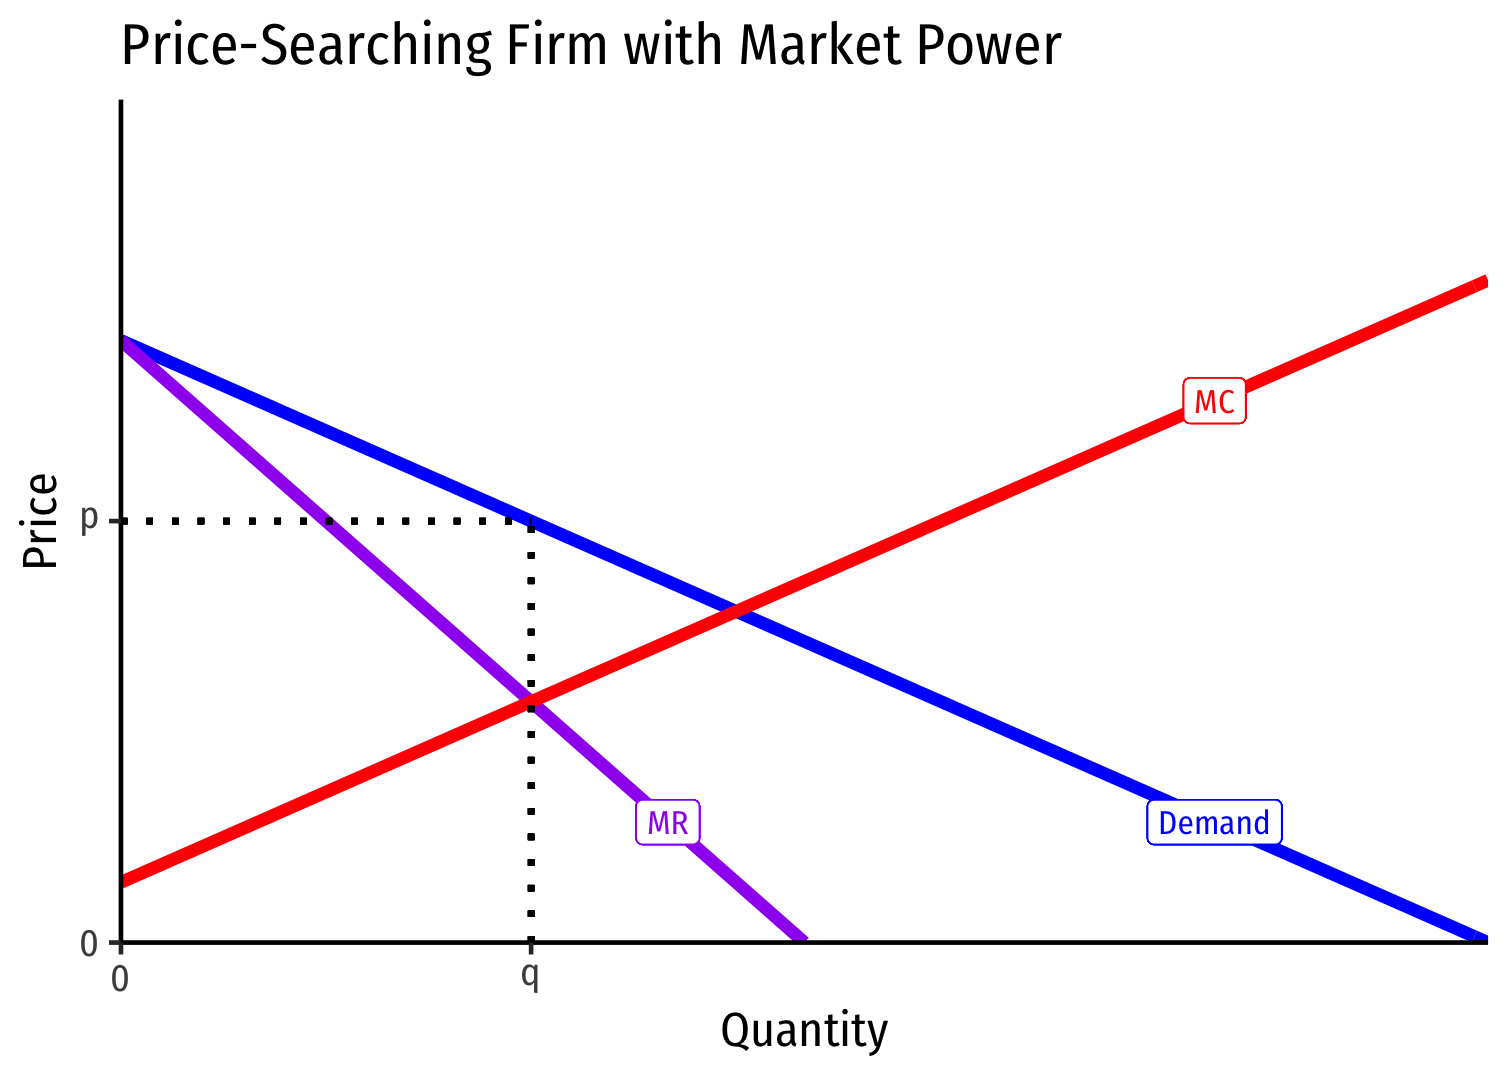 Price-Searching Firm with Market Power
MC
Price
p
MR
Demand
0
0
q
Quantity